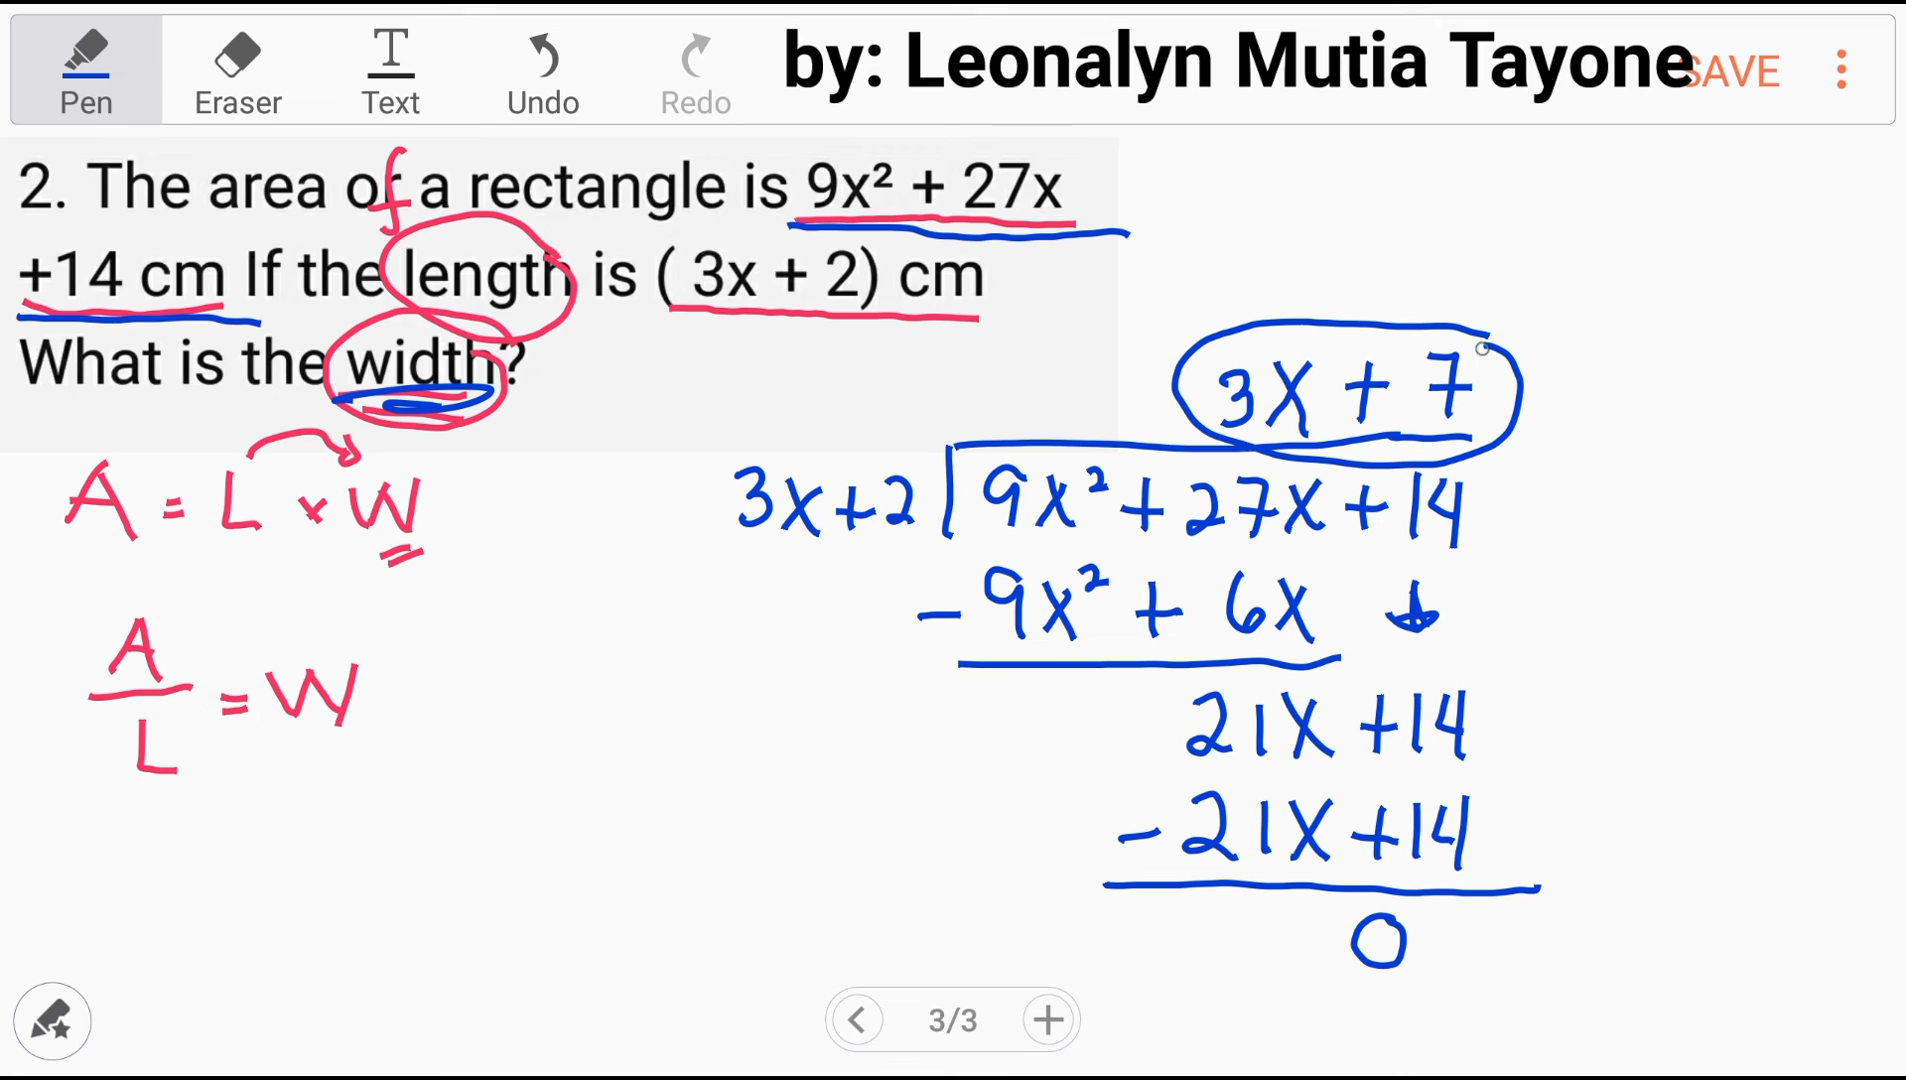 Pen
Eraser
T
Text
Undo
Redo
by: Leonalyn Mutia Tayone
SAVE
2. The area of a rectangle is 9x² + 27x
+14 cm If the length is ( 3x + 2) cm
What is the width?
A = L x W
A
L
= W
3x + 7
3x+2 9x² + 27x + 14
- 9x² + 6x
21x +14
- 21x +14
0
3/3